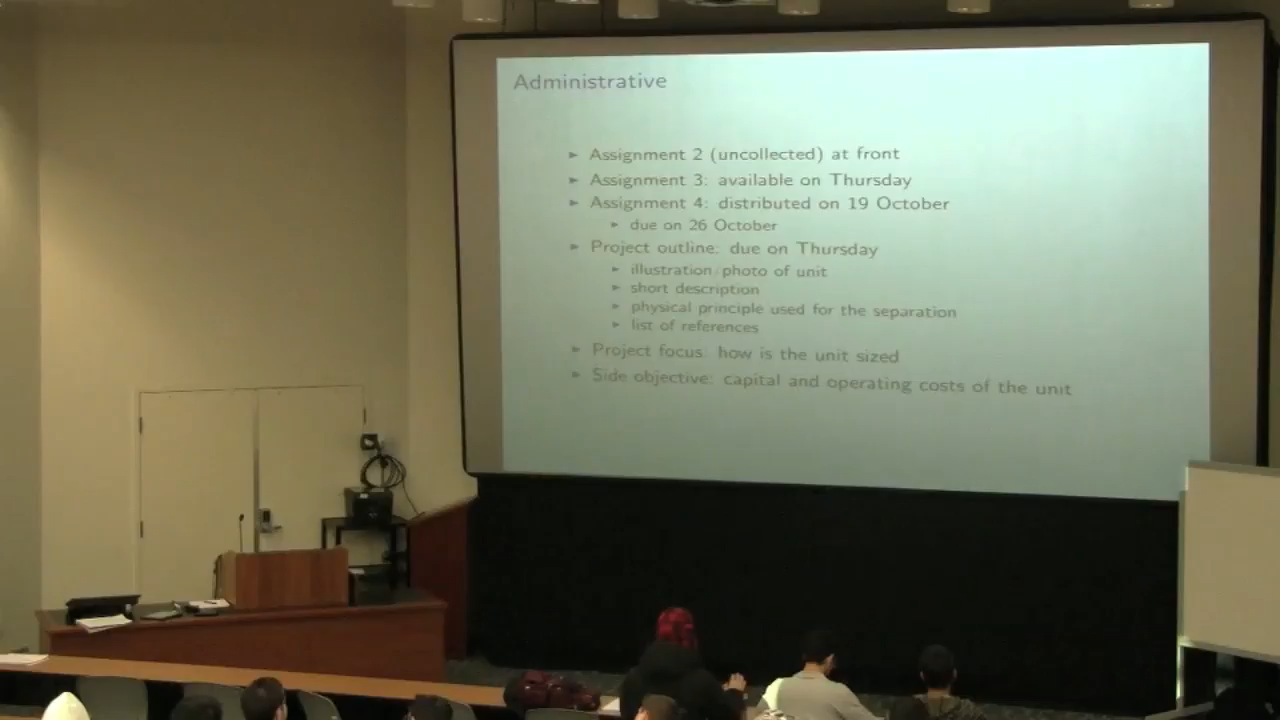 Administrative
► Assignment 2 (uncollected) at front
► Assignment 3: available on Thursday
► Assignment 4: distributed on 19 October
► due on 26 October
► Project outline: due on Thursday
► illustration/photo of unit
► short description
► physical principle used for the separation
► list of references
► Project focus: how is the unit sized
► Side objective: capital and operating costs of the unit